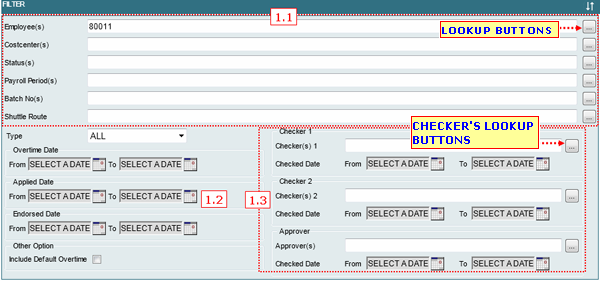 FILTER
1.1
Employee(s) 80011 ...
LOOKUP BUTTONS
Costcenter(s) ...
Status(s) ...
Payroll Period(s) ...
Batch No(s) ...
Shuttle Route ...
CHECKER'S LOOKUP
BUTTONS
Type ALL
Overtime Date
From SELECT A DATE To SELECT A DATE
Applied Date
From SELECT A DATE To SELECT A DATE
1.2
Endorsed Date
From SELECT A DATE To SELECT A DATE
Other Option
Include Default Overtime
1.3
Checker 1
Checker(s) 1 ...
Checked Date From SELECT A DATE To SELECT A DATE
Checker 2
Checker(s) 2 ...
Checked Date From SELECT A DATE To SELECT A DATE
Approver
Approver(s) ...
Checked Date From SELECT A DATE To SELECT A DATE